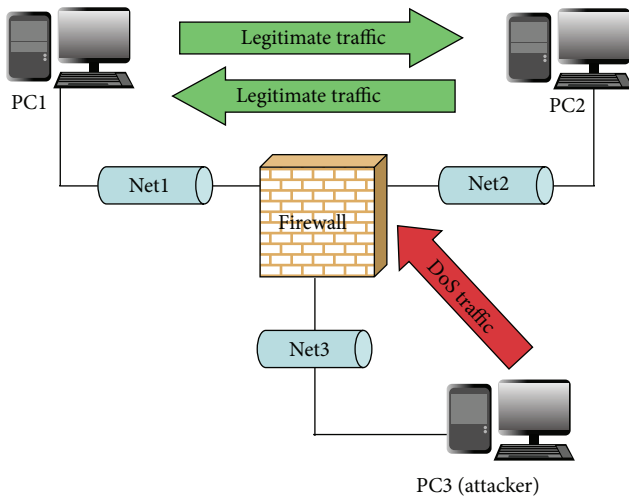 Legitimate traffic
Legitimate traffic
PC1
PC2
Net1
Net2
Firewall
DoS traffic
Net3
PC3 (attacker)